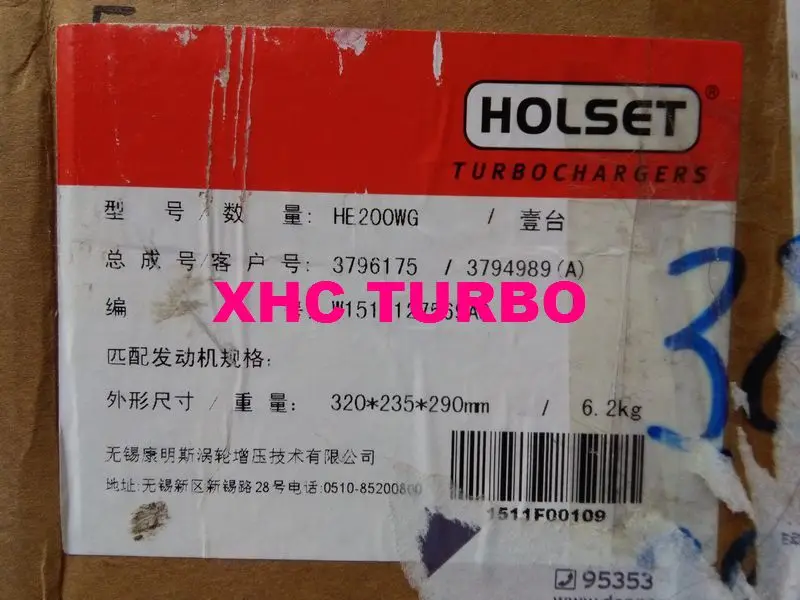 HOLSET®
TURBOCHARGERS
型 号/数 量: HE200WG / 壹台
总成号/客户号: 3796175 / 3794989(A)
编
XHC TURBO
匹配发动机规格:
外形尺寸/重量: 320*235*290mm / 6.2kg
无锡康明斯涡轮增压技术有限公司
地址:无锡新区新锡路28号电话:0510-85200800
1511F00109
95353